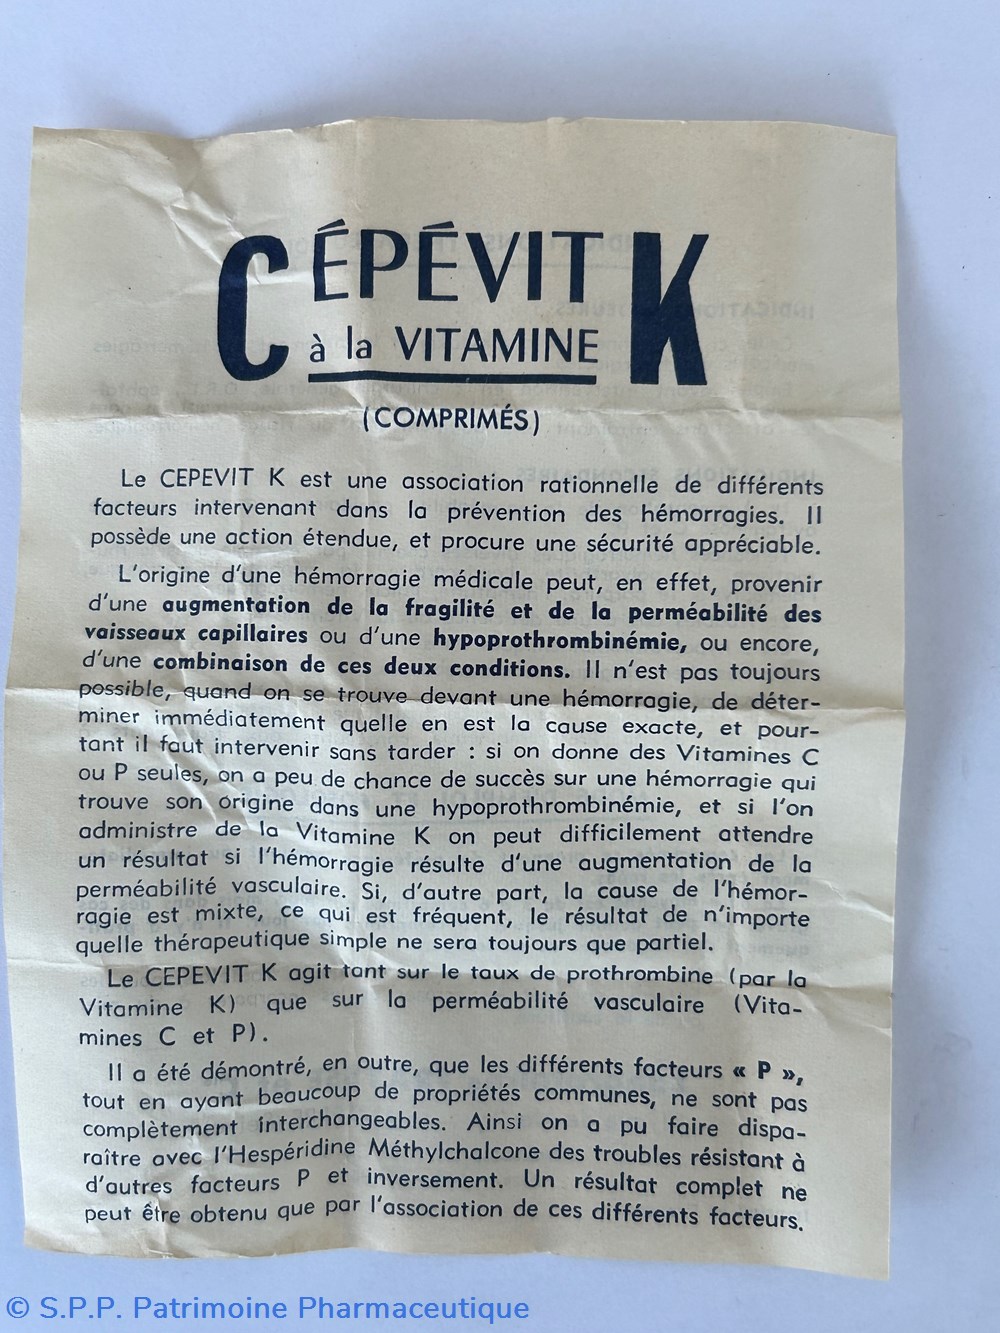 CÉPÉVIT K
à la VITAMINE
(COMPRIMÉS)
Le CEPEVIT K est une association rationnelle de différents
facteurs intervenant dans la prévention des hémorragies. Il
possède une action étendue, et procure une sécurité appréciable.
L'origine d'une hémorragie médicale peut, en effet, provenir
d'une augmentation de la fragilité et de la perméabilité des
vaisseaux capillaires ou d'une hypoprothrombinémie, ou encore,
d'une combinaison de ces deux conditions. Il n'est pas toujours
possible, quand on se trouve devant une hémorragie, de déter-
miner immédiatement quelle en est la cause exacte, et pour-
tant il faut intervenir sans tarder : si on donne des Vitamines C
ou P seules, on a peu de chance de succès sur une hémorragie qui
trouve son origine dans une hypoprothrombinémie, et si l'on
administre de la Vitamine K on peut difficilement attendre
un résultat si l'hémorragie résulte d'une augmentation de la
perméabilité vasculaire. Si, d'autre part, la cause de l'hémor-
ragie est mixte, ce qui est fréquent, le résultat de n'importe
quelle thérapeutique simple ne sera toujours que partiel.
Le CEPEVIT K agit tant sur le taux de prothrombine (par la
Vitamine K) que sur la perméabilité vasculaire (Vita-
mines C et P).
Il a été démontré, en outre, que les différents facteurs « P »,
tout en ayant beaucoup de propriétés communes, ne sont pas
complètement interchangeables. Ainsi on a pu faire dispa-
raître avec l'Hespéridine Méthylchalcone des troubles résistant à
d'autres facteurs P et inversement. Un résultat complet ne
peut être obtenu que par l'association de ces différents facteurs.
© S.P.P. Patrimoine Pharmaceutique